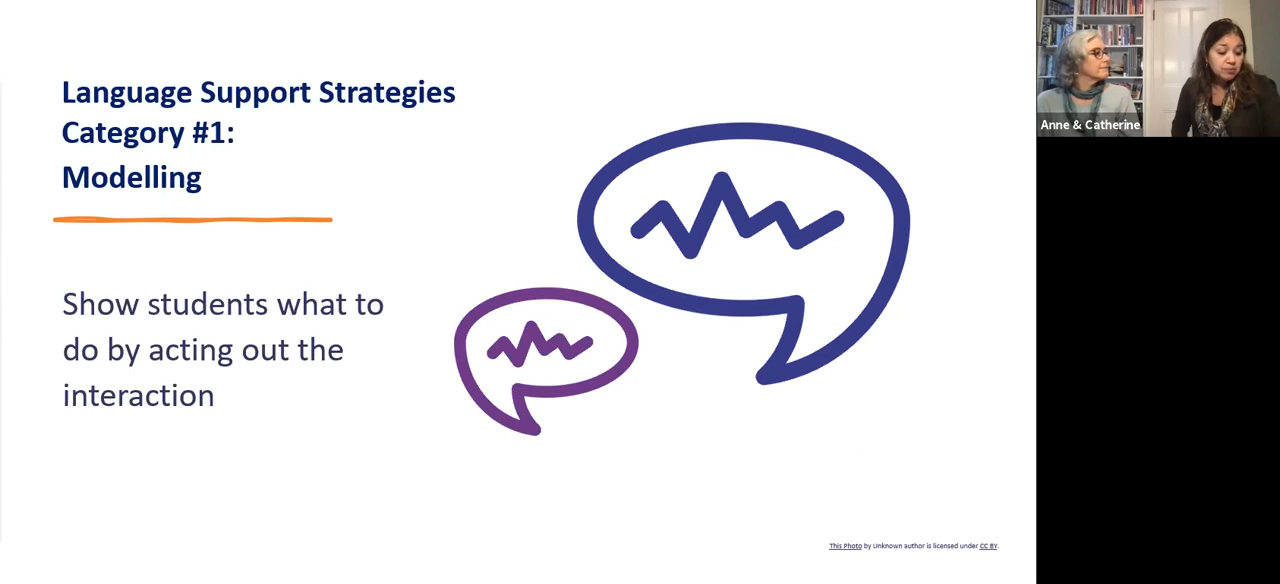 Language Support Strategies
Category #1:
Modelling
Show students what to
do by acting out the
interaction
This Photo by Unknown author is licensed under CC BY.
Anne & Catherine